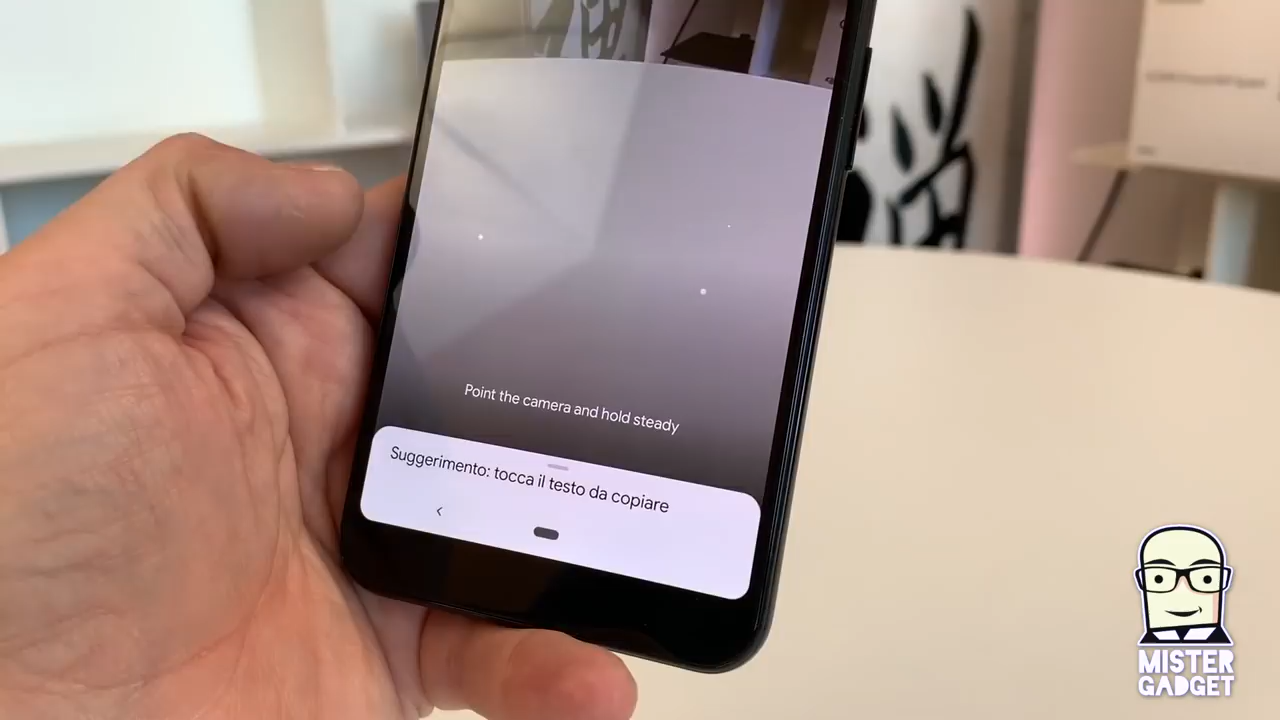 Point the camera and hold steady
Suggerimento: tocca il testo da copiare
MISTER
GADGET